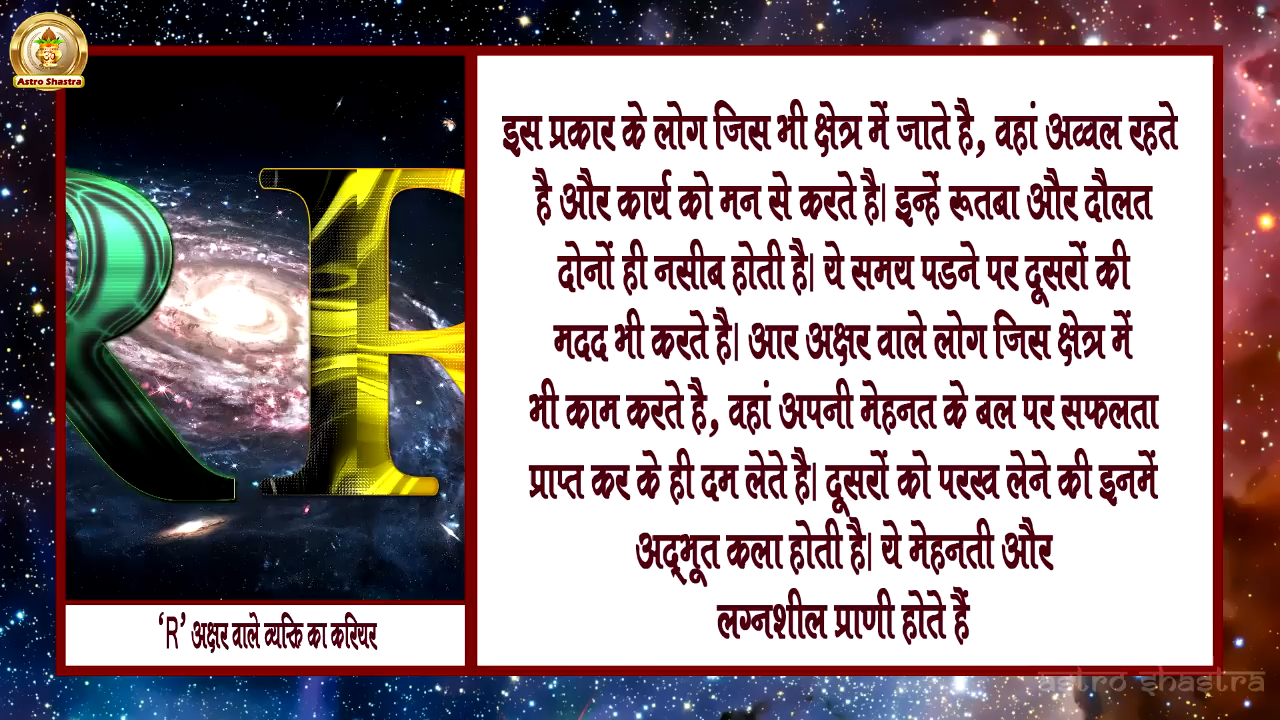 Astro Shastra
इस प्रकार के लोग जिस भी क्षेत्र में जाते है, वहां अव्वल रहते
है और कार्य को मन से करते है। इन्हें रूतबा और दौलत
दोनों ही नसीब होती है। ये समय पडने पर दूसरों की
मदद भी करते है। आर अक्षर वाले लोग जिस क्षेत्र में
भी काम करते है, वहां अपनी मेहनत के बल पर सफलता
प्राप्त कर के ही दम लेते है। दूसरों को परख लेने की इनमें
अद्भूत कला होती है। ये मेहनती और
लग्नशील प्राणी होते हैं
R
‘R’ अक्षर वाले व्यक्ति का करियर
Astro Shastra